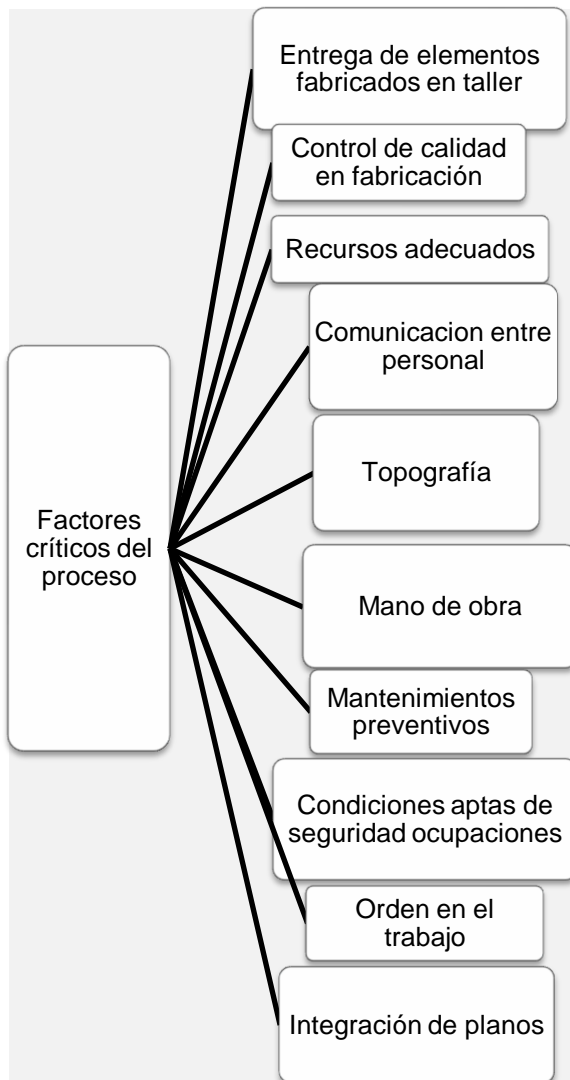 Entrega de elementos
fabricados en taller
Control de calidad
en fabricación
Recursos adecuados
Comunicacion entre
personal
Topografía
Factores
críticos del
proceso
Mano de obra
Mantenimientos
preventivos
Condiciones aptas de
seguridad ocupaciones
Orden en el
trabajo
Integración de planos